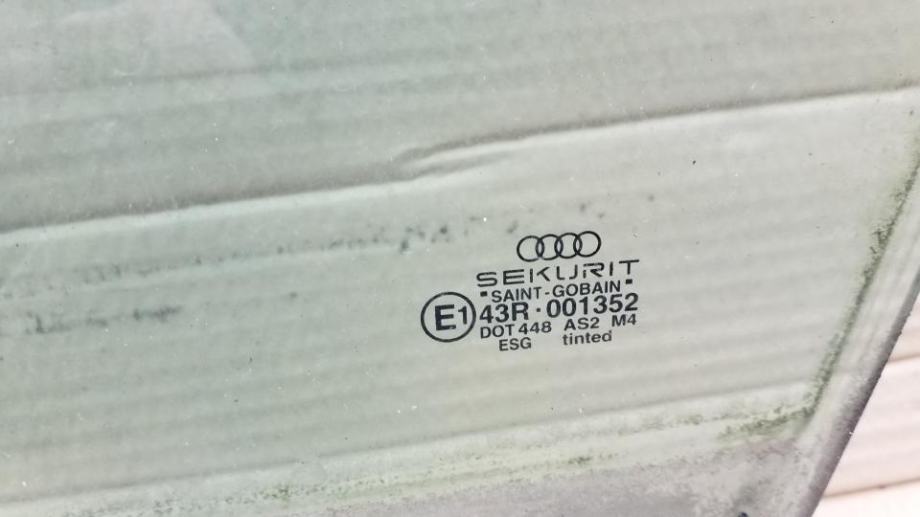 SEKURIT
SAINT-GOBAIN
E1 43R·001352
DOT 448 AS2 M4
ESG tinted